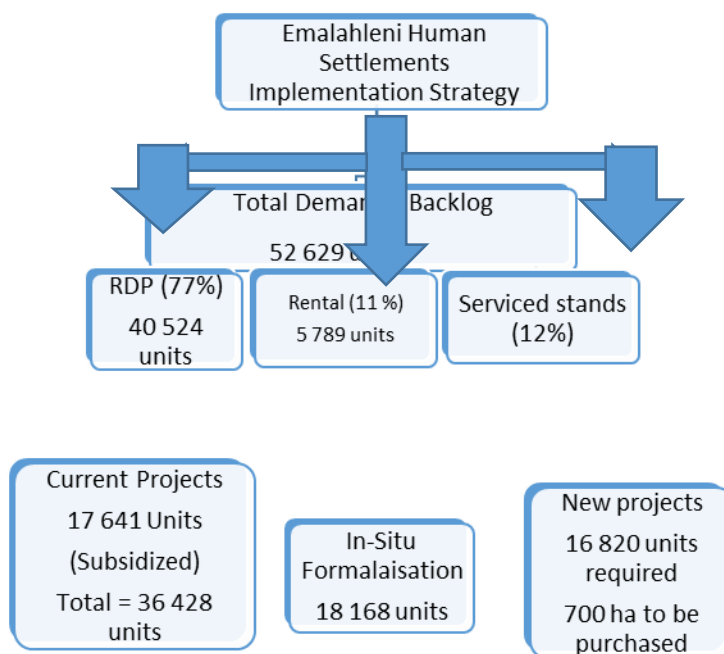 Emalahleni Human
Settlements
Implementation Strategy
Total Backlog
52 629
RDP (77%)
40 524
units
Rental (11 %)
5 789 units
Serviced stands
(12%)
Current Projects
17 641 Units
(Subsidized)
Total = 36 428
units
In-Situ
Formalaisation
18 168 units
New projects
16 820 units
required
700 ha to be
purchased